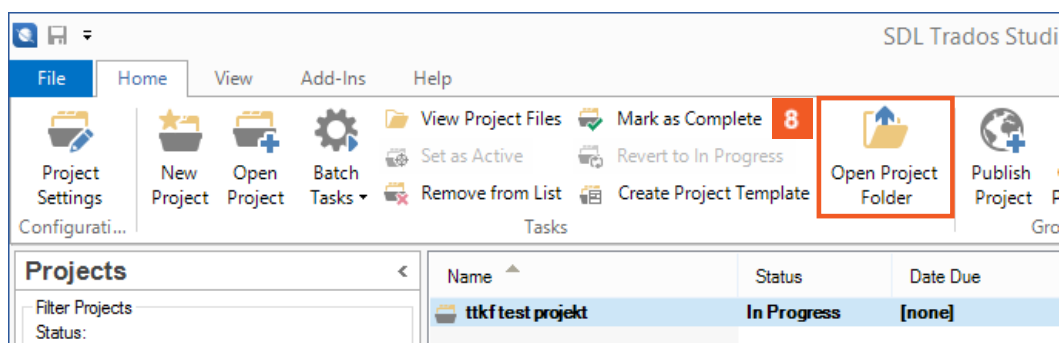 SDL Trados Studi
File Home View Add-Ins Help
View Project Files Mark as Complete 8
Set as Active Revert to In Progress
Remove from List Create Project Template
Project Settings
New Project
Open Project
Batch Tasks
Open Project Folder
Publish Project
P
Configurati... Tasks Gro
Projects <
Name Status Date Due
Filter Projects
ttkf test projekt In Progress [none]
Status: